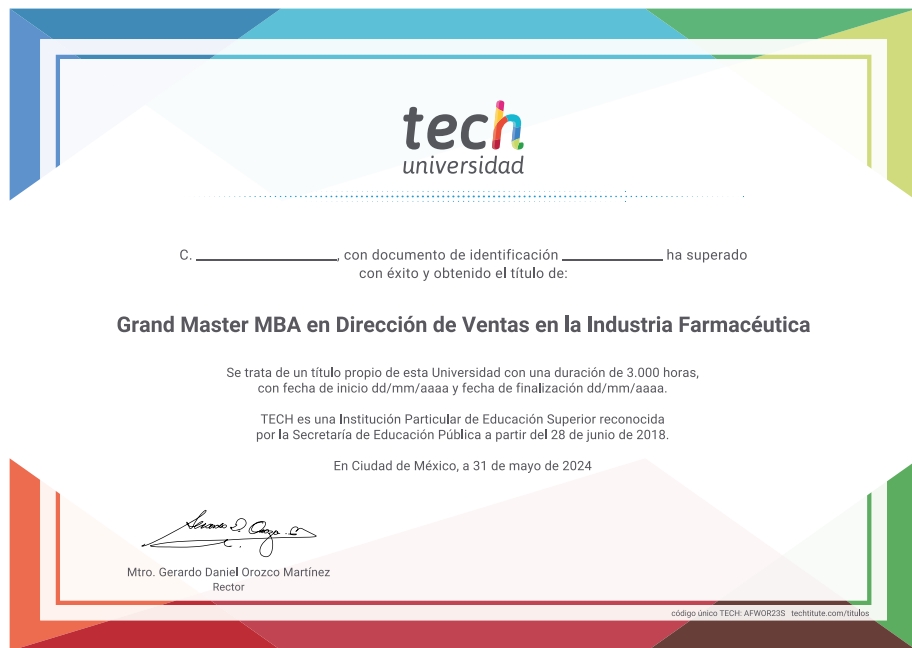 tech
universidad
C. ____________, con documento de identificación ____________ ha superado
con éxito y obtenido el título de:
Grand Master MBA en Dirección de Ventas en la Industria Farmacéutica
Se trata de un título propio de esta Universidad con una duración de 3.000 horas,
con fecha de inicio dd/mm/aaaa y fecha de finalización dd/mm/aaaa.
TECH es una Institución Particular de Educación Superior reconocida
por la Secretaría de Educación Pública a partir del 28 de junio de 2018.
En Ciudad de México, a 31 de mayo de 2024
Mtro. Gerardo Daniel Orozco Martínez
Rector
código único TECH: AFWOR23S techtitute.com/titulos